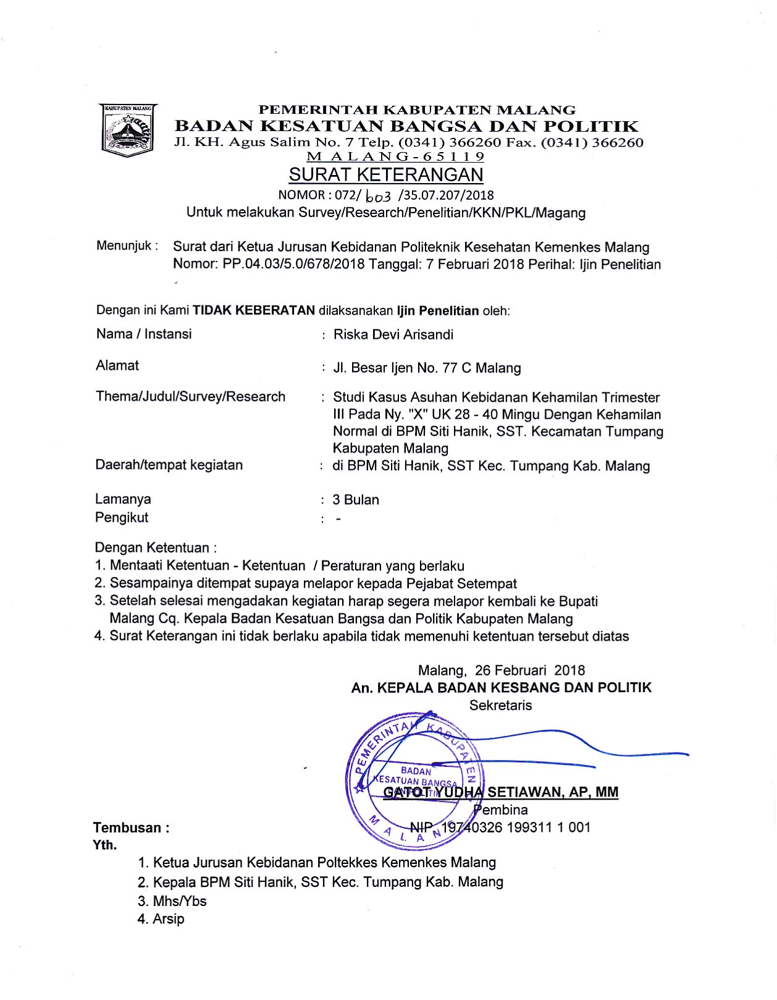 KABUPATEN MALANG
PEMERINTAH KABUPATEN MALANG
BADAN KESATUAN BANGSA DAN POLITIK
Jl. KH. Agus Salim No. 7 Telp. (0341) 366260 Fax. (0341) 366260
M A L A N G - 6 5 1 1 9
SURAT KETERANGAN
NOMOR : 072/ 603 /35.07.207/2018
Untuk melakukan Survey/Research/Penelitian/KKN/PKL/Magang
Menunjuk : Surat dari Ketua Jurusan Kebidanan Politeknik Kesehatan Kemenkes Malang
Nomor: PP.04.03/5.0/678/2018 Tanggal: 7 Februari 2018 Perihal: Ijin Penelitian
Dengan ini Kami TIDAK KEBERATAN dilaksanakan Ijin Penelitian oleh:
Nama / Instansi : Riska Devi Arisandi
Alamat : Jl. Besar Ijen No. 77 C Malang
Thema/Judul/Survey/Research : Studi Kasus Asuhan Kebidanan Kehamilan Trimester
III Pada Ny. "X" UK 28 - 40 Mingu Dengan Kehamilan
Normal di BPM Siti Hanik, SST. Kecamatan Tumpang
Kabupaten Malang
Daerah/tempat kegiatan : di BPM Siti Hanik, SST Kec. Tumpang Kab. Malang
Lamanya : 3 Bulan
Pengikut : -
Dengan Ketentuan :
1. Mentaati Ketentuan - Ketentuan / Peraturan yang berlaku
2. Sesampainya ditempat supaya melapor kepada Pejabat Setempat
3. Setelah selesai mengadakan kegiatan harap segera melapor kembali ke Bupati
Malang Cq. Kepala Badan Kesatuan Bangsa dan Politik Kabupaten Malang
4. Surat Keterangan ini tidak berlaku apabila tidak memenuhi ketentuan tersebut diatas
Malang, 26 Februari 2018
An. KEPALA BADAN KESBANG DAN POLITIK
Sekretaris
PEMERINTAH KABUPATEN
BADAN
KESATUAN BANGSA
DAN POLITIK
MALANG
GATOT YUDHA SETIAWAN, AP, MM
Pembina
NIP. 19740326 199311 1 001
Tembusan :
Yth.
1. Ketua Jurusan Kebidanan Poltekkes Kemenkes Malang
2. Kepala BPM Siti Hanik, SST Kec. Tumpang Kab. Malang
3. Mhs/Ybs
4. Arsip